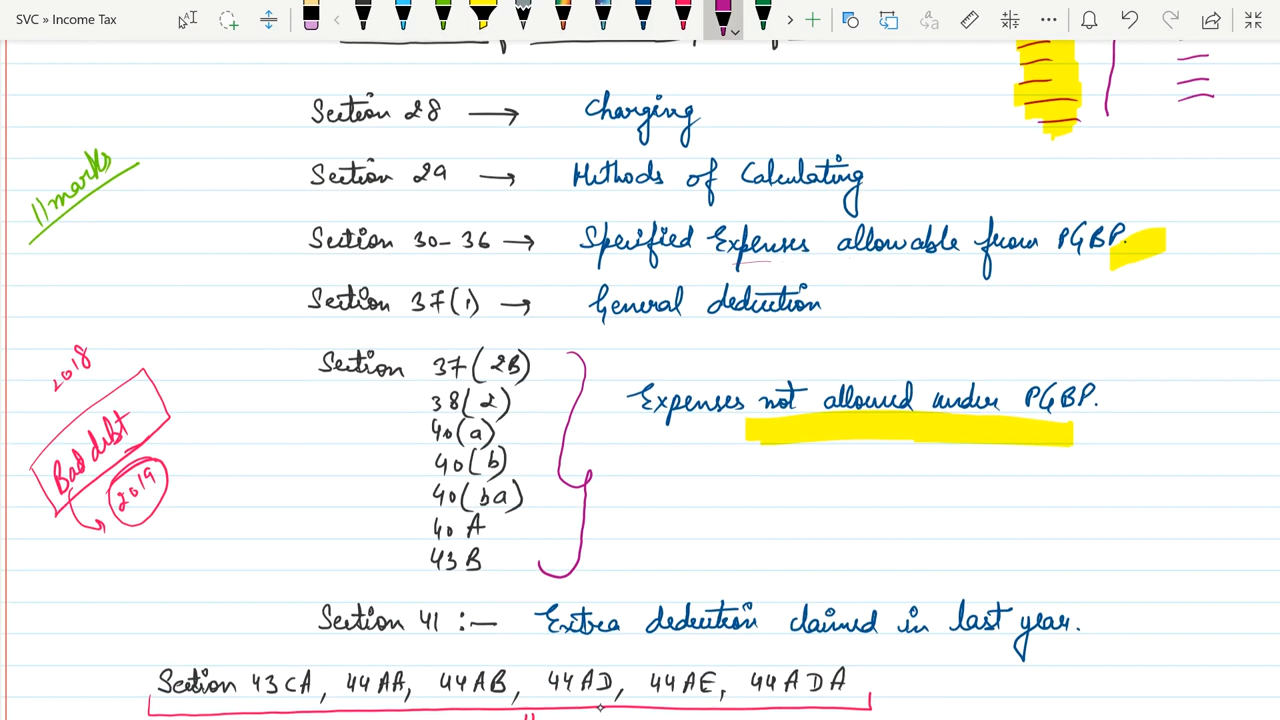 SVC » Income Tax
Section 28 → Charging
11 marks
Section 29 → Methods of Calculating
Section 30-36 → Specified Expenses allowable from PGBP.
Section 37(1) → General deduction
2018
Bad debt
2019
Section 37(2B)
38(2)
40(a)
40(b)
40(ba)
40 A
43B
Expenses not allowed under PGBP.
Section 41 :- Extra deduction claimed in last year.
Section 43CA, 44AA, 44AB, 44AD, 44AE, 44ADA